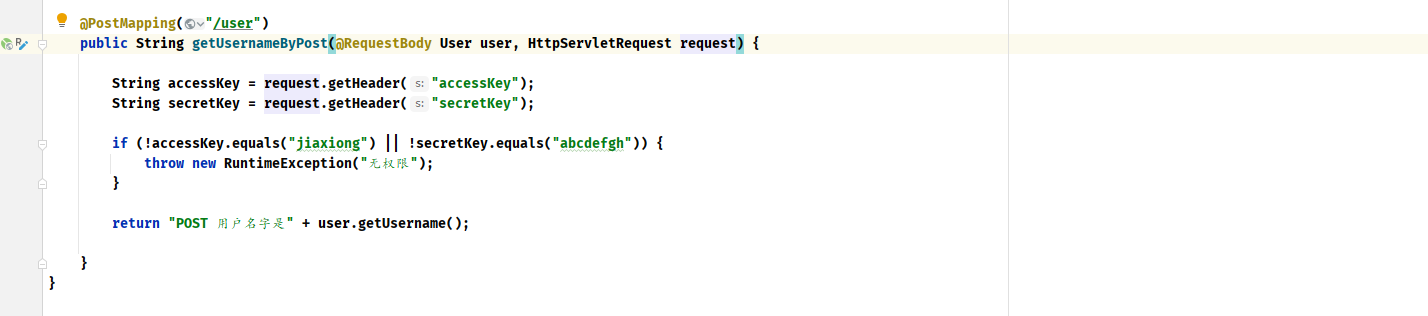 @PostMapping("/user")
public String getUsernameByPost(@RequestBody User user, HttpServletRequest request) {
String accessKey = request.getHeader( s: "accessKey");
String secretKey = request.getHeader( s: "secretKey");
if (!accessKey.equals("jiaxiong") || !secretKey.equals("abcdefgh")) {
throw new RuntimeException("无权限");
}
return "POST 用户名字是" + user.getUsername();
}
}